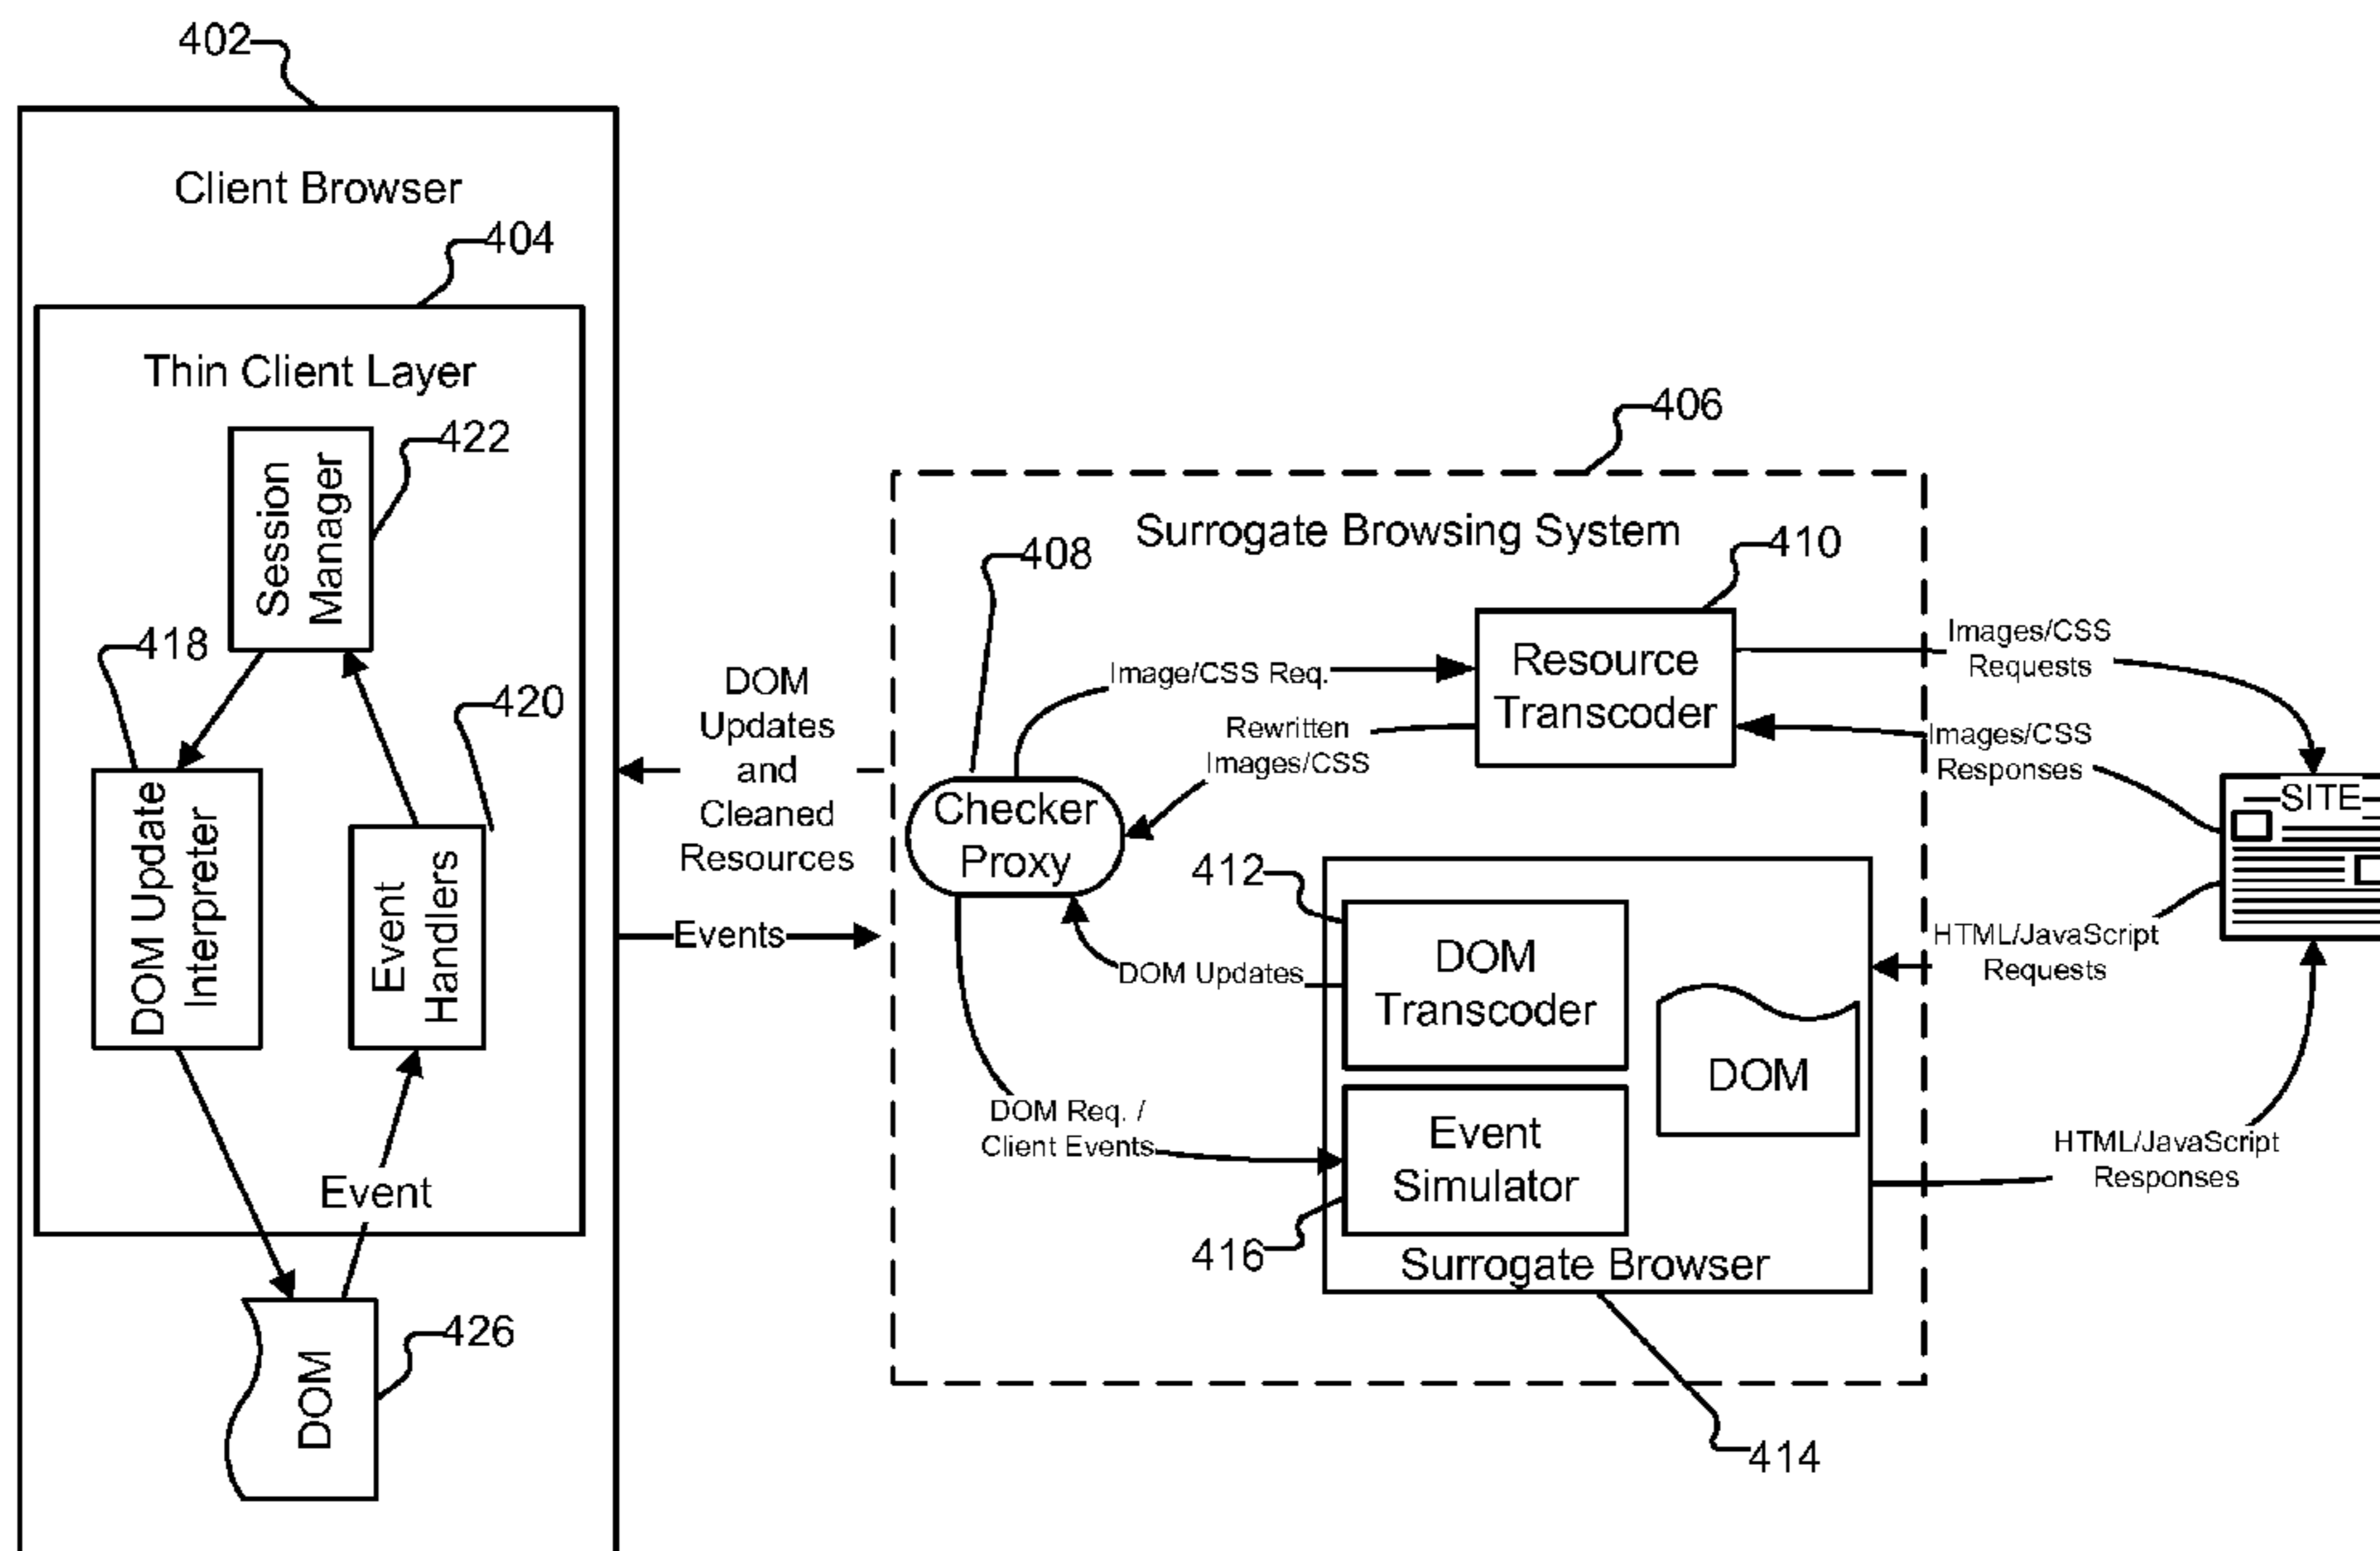 402
Client Browser
404
Thin Client Layer
422
Session
Manager
418
420
DOM Update
Interpreter
Event
Handlers
Event
DOM
426
DOM
Updates
and
Cleaned
Resources
Events
406
Surrogate Browsing System
408
410
Image/CSS Req.
Resource
Transcoder
Rewritten
Images/CSS
Checker
Proxy
412
DOM Updates
DOM
Transcoder
DOM
DOM Req. /
Client Events
Event
Simulator
416
Surrogate Browser
414
Images/CSS
Requests
Images/CSS
Responses
SITE
HTML/JavaScript
Requests
HTML/JavaScript
Responses